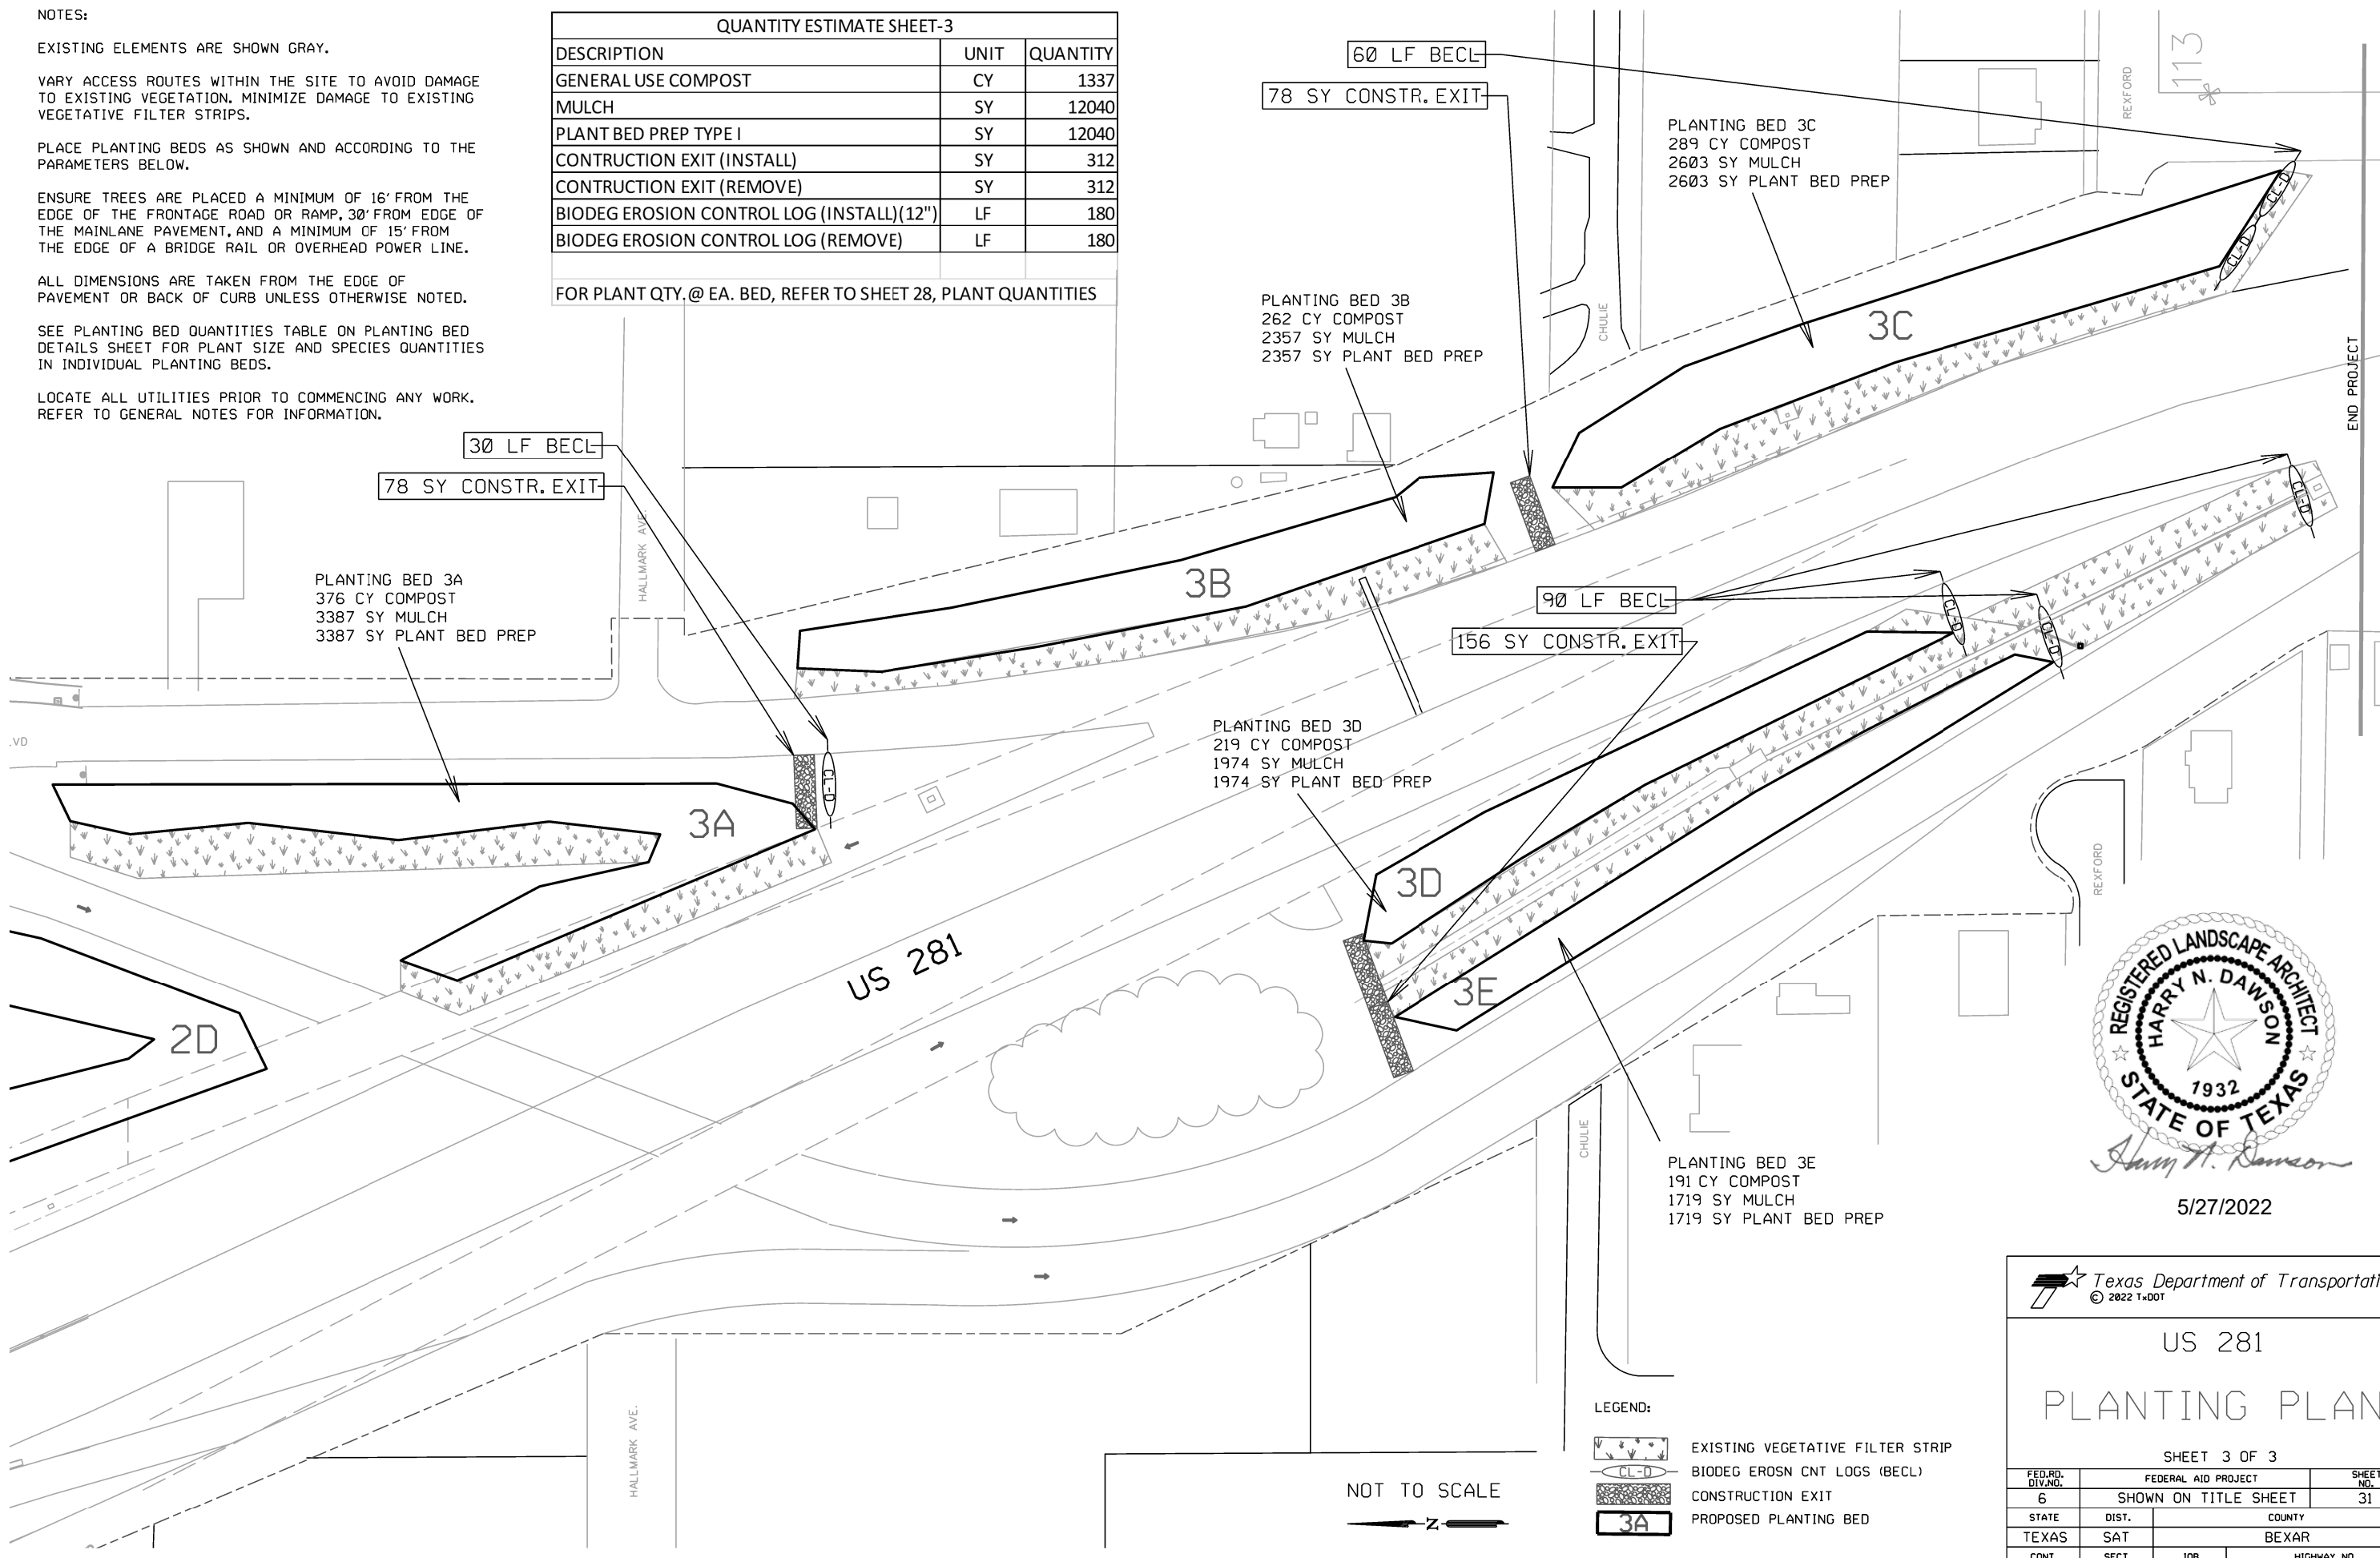 NOTES:
EXISTING ELEMENTS ARE SHOWN GRAY.
VARY ACCESS ROUTES WITHIN THE SITE TO AVOID DAMAGE
TO EXISTING VEGETATION. MINIMIZE DAMAGE TO EXISTING
VEGETATIVE FILTER STRIPS.
PLACE PLANTING BEDS AS SHOWN AND ACCORDING TO THE
PARAMETERS BELOW.
ENSURE TREES ARE PLACED A MINIMUM OF 16' FROM THE
EDGE OF THE FRONTAGE ROAD OR RAMP, 30' FROM EDGE OF
THE MAINLANE PAVEMENT, AND A MINIMUM OF 15' FROM
THE EDGE OF A BRIDGE RAIL OR OVERHEAD POWER LINE.
ALL DIMENSIONS ARE TAKEN FROM THE EDGE OF
PAVEMENT OR BACK OF CURB UNLESS OTHERWISE NOTED.
SEE PLANTING BED QUANTITIES TABLE ON PLANTING BED
DETAILS SHEET FOR PLANT SIZE AND SPECIES QUANTITIES
IN INDIVIDUAL PLANTING BEDS.
LOCATE ALL UTILITIES PRIOR TO COMMENCING ANY WORK.
REFER TO GENERAL NOTES FOR INFORMATION.
QUANTITY ESTIMATE SHEET-3
DESCRIPTION UNIT QUANTITY
GENERAL USE COMPOST CY 1337
MULCH SY 12040
PLANT BED PREP TYPE I SY 12040
CONTRUCTION EXIT (INSTALL) SY 312
CONTRUCTION EXIT (REMOVE) SY 312
BIODEG EROSION CONTROL LOG (INSTALL)(12") LF 180
BIODEG EROSION CONTROL LOG (REMOVE) LF 180
FOR PLANT QTY.@ EA. BED, REFER TO SHEET 28, PLANT QUANTITIES
60 LF BECL
78 SY CONSTR. EXIT
PLANTING BED 3C
289 CY COMPOST
2603 SY MULCH
2603 SY PLANT BED PREP
REXFORD
113
CL-D
CL-D
3C
CHULIE
END PROJECT
PLANTING BED 3B
262 CY COMPOST
2357 SY MULCH
2357 SY PLANT BED PREP
30 LF BECL
78 SY CONSTR. EXIT
HALLMARK AVE.
3B
PLANTING BED 3A
376 CY COMPOST
3387 SY MULCH
3387 SY PLANT BED PREP
90 LF BECL
156 SY CONSTR. EXIT
CL-D
CL-D
CL-D
.VD
CL-D
3A
PLANTING BED 3D
219 CY COMPOST
1974 SY MULCH
1974 SY PLANT BED PREP
3D
3E
US 281
2D
REXFORD
REGISTERED LANDSCAPE ARCHITECT
HARRY N. DAWSON
1932
STATE OF TEXAS
Harry N. Dawson
5/27/2022
CHULIE
PLANTING BED 3E
191 CY COMPOST
1719 SY MULCH
1719 SY PLANT BED PREP
HALLMARK AVE.
NOT TO SCALE
N
LEGEND:
EXISTING VEGETATIVE FILTER STRIP
CL-D BIODEG EROSN CNT LOGS (BECL)
CONSTRUCTION EXIT
3A PROPOSED PLANTING BED
Texas Department of Transportati
© 2022 TxDOT
US 281
PLANTING PLAN
SHEET 3 OF 3
FED.RD. DIV.NO. FEDERAL AID PROJECT SHEET NO.
6 SHOWN ON TITLE SHEET 31
STATE DIST. COUNTY
TEXAS SAT BEXAR
CONT. SECT. JOB HIGHWAY NO.